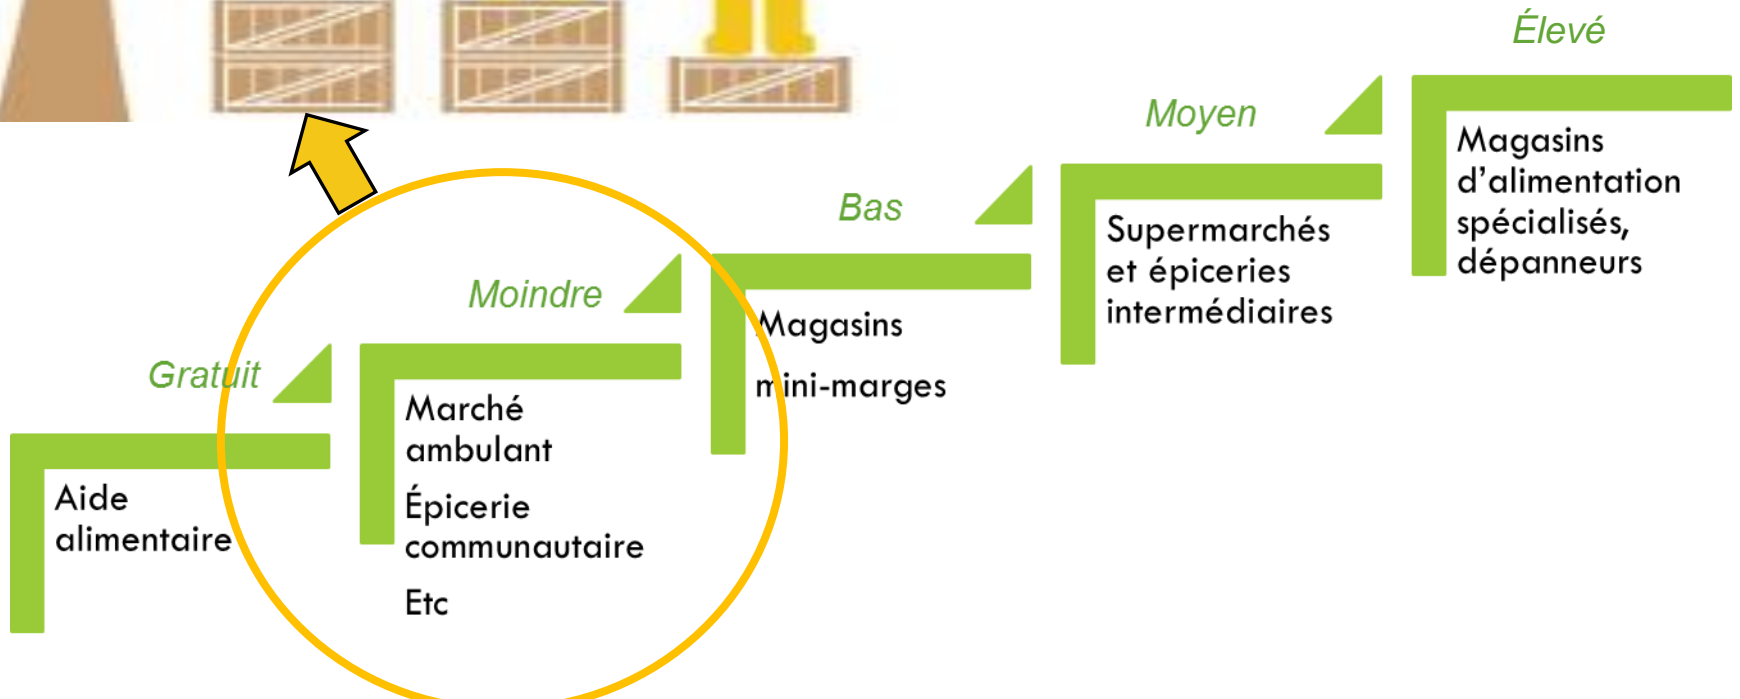 Gratuit
Aide
alimentaire
Moindre
Marché
ambulant
Épicerie
communautaire
Etc
Bas
Magasins
mini-marges
Moyen
Supermarchés
et épiceries
intermédiaires
Élevé
Magasins
d’alimentation
spécialisés,
dépanneurs